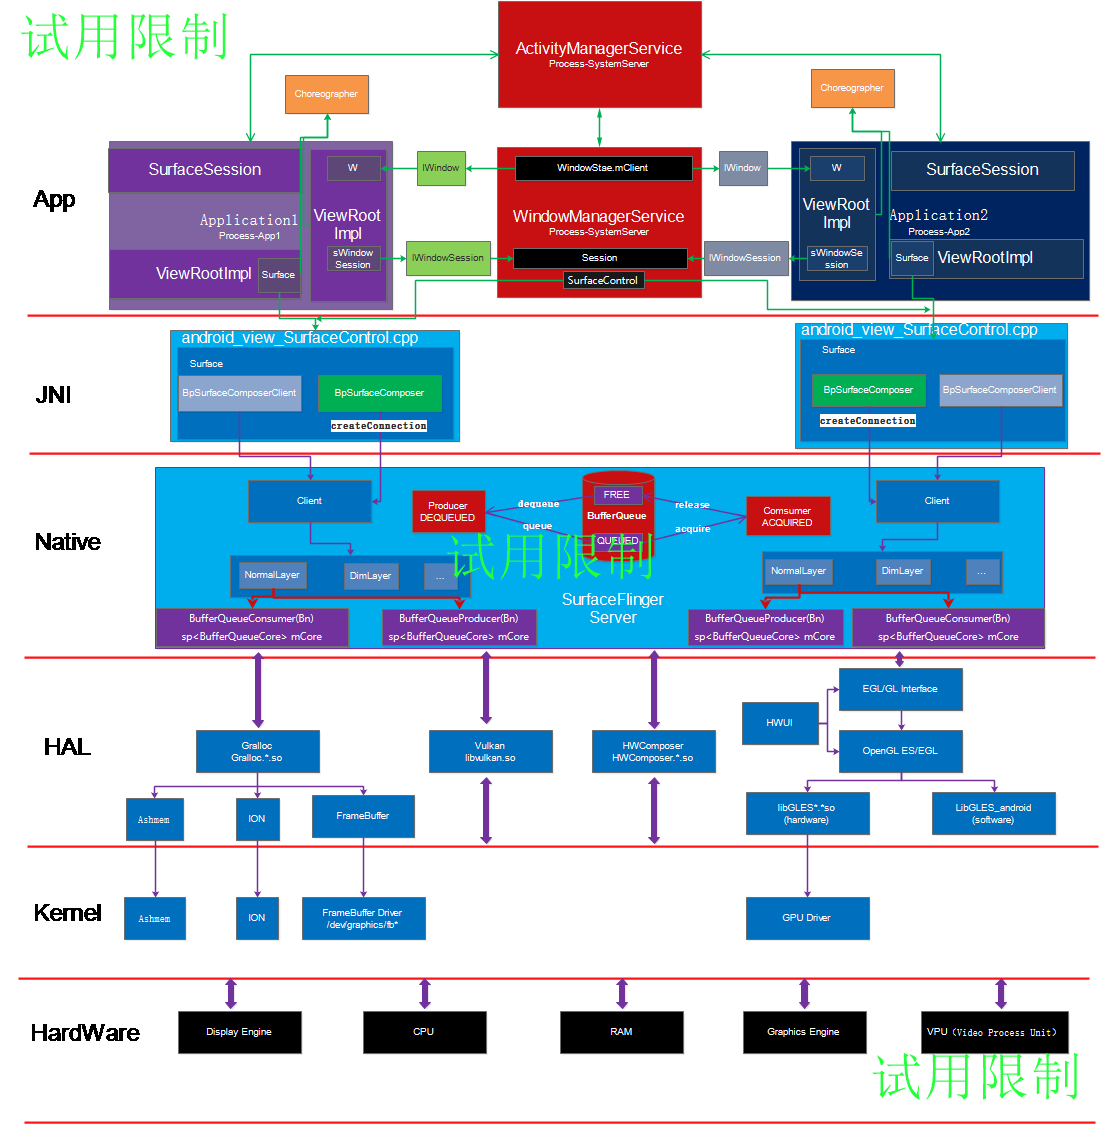 试用限制
ActivityManagerService
Process-SystemServer
Choreographer
Choreographer
App
SurfaceSession
W
IWindow
WindowStae.mClient
IWindow
W
SurfaceSession
Application1
Process-App1
ViewRoot
Impl
WindowManagerService
Process-SystemServer
ViewRoot
Impl
Application2
Process-App2
ViewRootImpl
Surface
sWindow
Session
IWindowSession
Session
IWindowSession
sWindowSe
ssion
Surface
ViewRootImpl
SurfaceControl
JNI
android_view_SurfaceControl.cpp
Surface
BpSurfaceComposerClient
BpSurfaceComposer
createConnection
android_view_SurfaceControl.cpp
Surface
BpSurfaceComposer
BpSurfaceComposerClient
createConnection
Native
Client
Producer
DEQUEUED
dequeue
queue
FREE
BufferQueue
QUEUED
release
acquire
Comsumer
ACQUIRED
Client
试用限制
NormalLayer
DimLayer
...
SurfaceFlinger
Server
NormalLayer
DimLayer
...
BufferQueueConsumer(Bn)
sp<BufferQueueCore> mCore
BufferQueueProducer(Bn)
sp<BufferQueueCore> mCore
BufferQueueProducer(Bn)
sp<BufferQueueCore> mCore
BufferQueueConsumer(Bn)
sp<BufferQueueCore> mCore
HAL
Gralloc
Gralloc.*.so
Vulkan
libvulkan.so
HWComposer
HWComposer.*.so
HWUI
EGL/GL Interface
OpenGL ES/EGL
Ashmem
ION
FrameBuffer
libGLES*.*so
(hardware)
LibGLES_android
(software)
Kernel
Ashmem
ION
FrameBuffer Driver
/dev/graphics/fb*
GPU Driver
HardWare
Display Engine
CPU
RAM
Graphics Engine
VPU（Video Process Unit）
试用限制